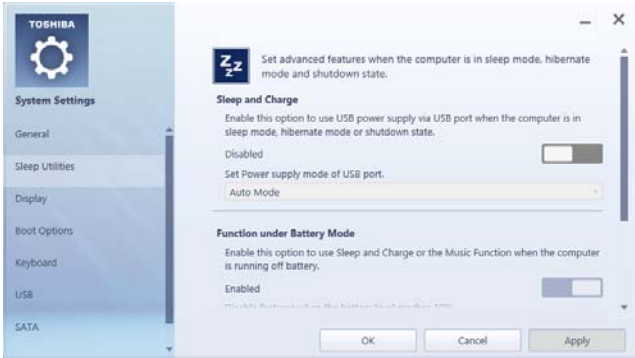 TOSHIBA
System Settings
General
Sleep Utilities
Display
Boot Options
Keyboard
USB
SATA
Zzz
Set advanced features when the computer is in sleep mode, hibernate
mode and shutdown state.
Sleep and Charge
Enable this option to use USB power supply via USB port when the computer is in
sleep mode, hibernate mode or shutdown state.
Disabled
Set Power supply mode of USB port.
Auto Mode
Function under Battery Mode
Enable this option to use Sleep and Charge or the Music Function when the computer
is running off battery.
Enabled
OK
Cancel
Apply